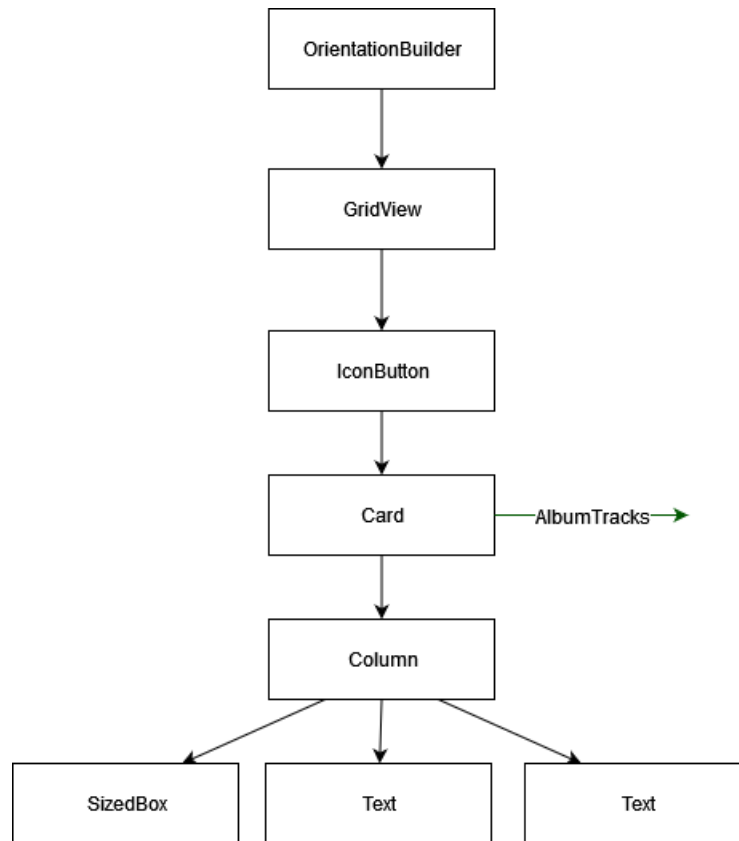 OrientationBuilder
GridView
IconButton
Card
AlbumTracks
Column
SizedBox
Text
Text